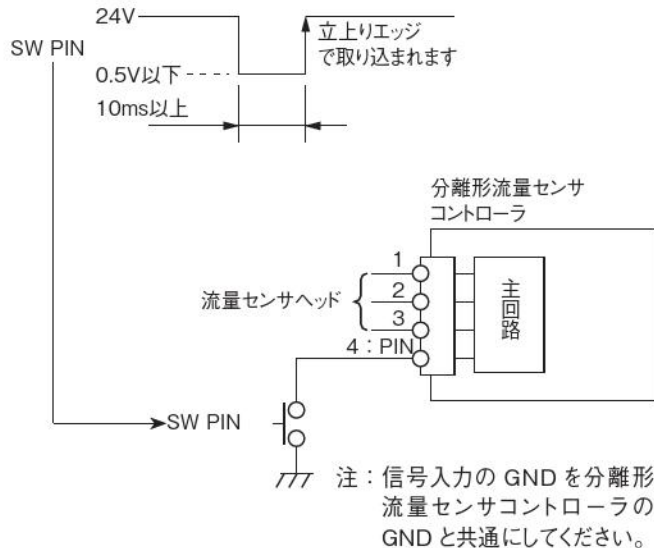 24V
SW PIN
立上りエッジ
で取り込まれます
0.5V以下
10ms以上
分離形流量センサ
コントローラ
1
流量センサヘッド
2
3
4：PIN
主回路
SW PIN
注：信号入力の GND を分離形
流量センサコントローラの
GND と共通にしてください。